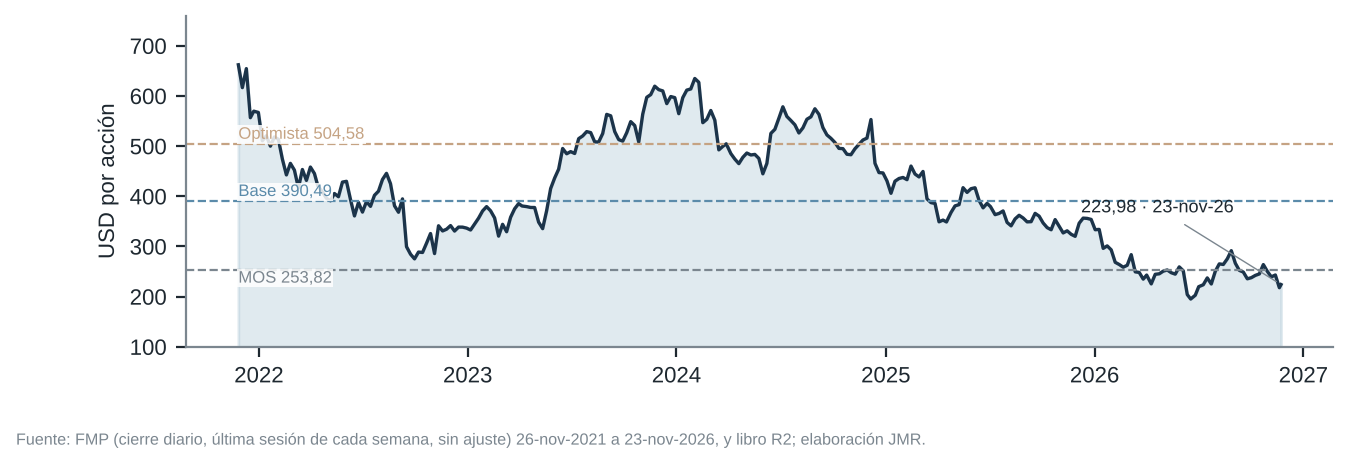 700
600
500
400
300
200
100
USD por acción
Optimista 504,58
Base 390,49
MOS 253,82
223,98 · 23-nov-26
2022
2023
2024
2025
2026
2027
Fuente: FMP (cierre diario, última sesión de cada semana, sin ajuste) 26-nov-2021 a 23-nov-2026, y libro R2; elaboración JMR.